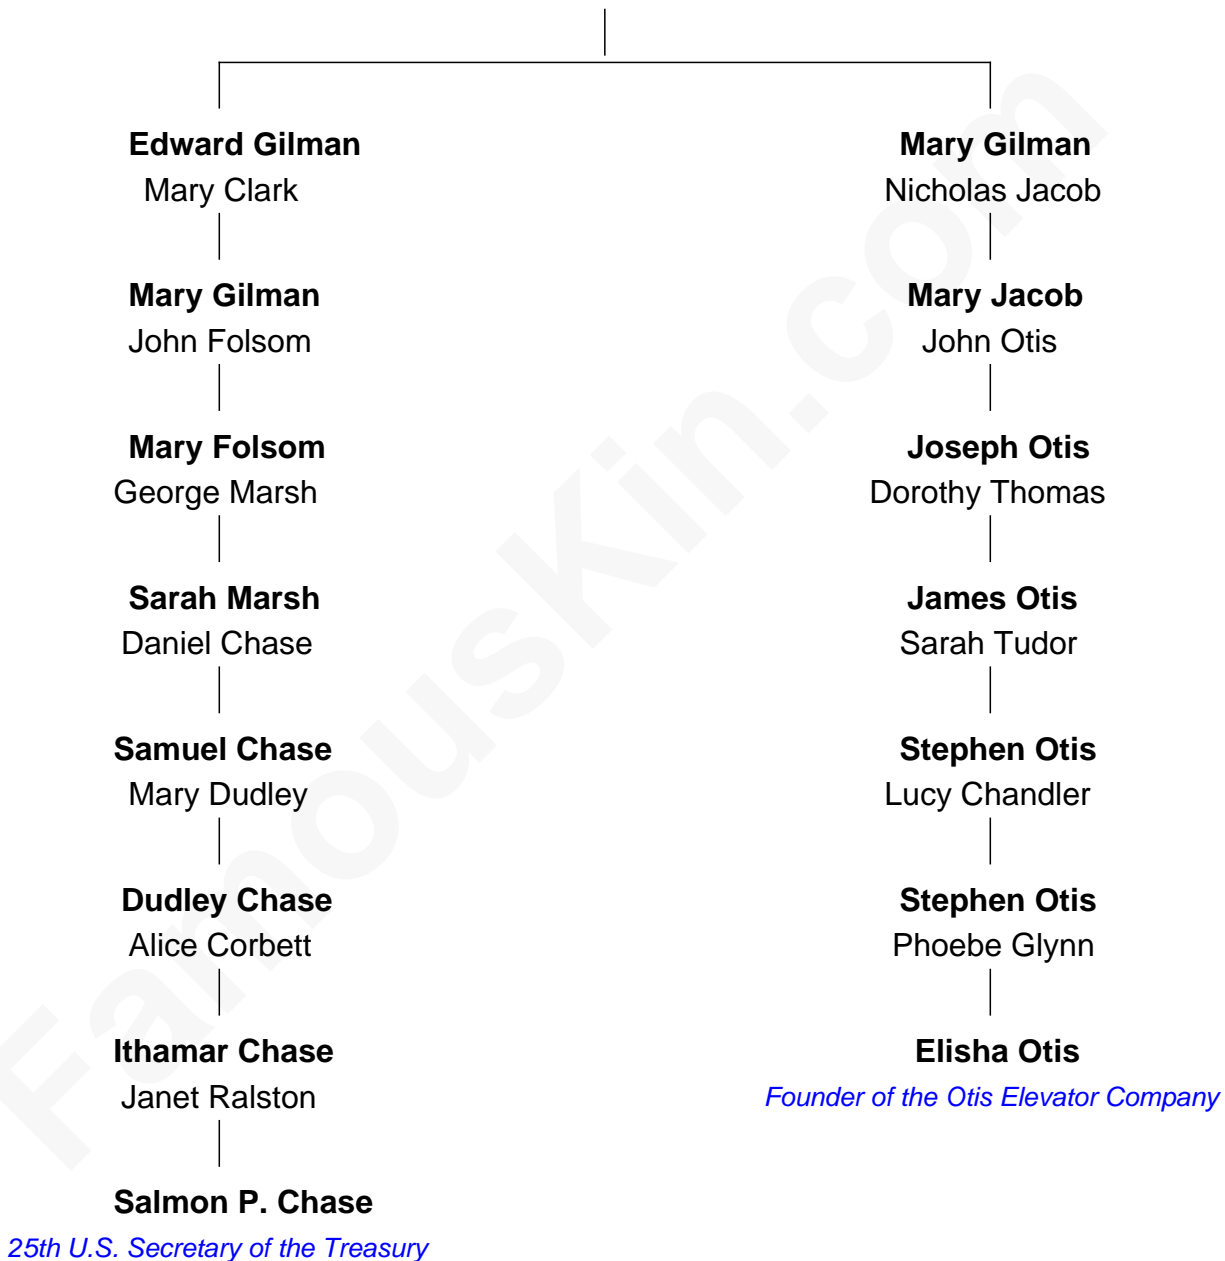 Edward Gilman
Mary Clark
Mary Gilman
John Folsom
Mary Folsom
George Marsh
Sarah Marsh
Daniel Chase
Samuel Chase
Mary Dudley
Dudley Chase
Alice Corbett
Ithamar Chase
Janet Ralston
Salmon P. Chase
25th U.S. Secretary of the Treasury
Mary Gilman
Nicholas Jacob
Mary Jacob
John Otis
Joseph Otis
Dorothy Thomas
James Otis
Sarah Tudor
Stephen Otis
Lucy Chandler
Stephen Otis
Phoebe Glynn
Elisha Otis
Founder of the Otis Elevator Company
FamousKin.com